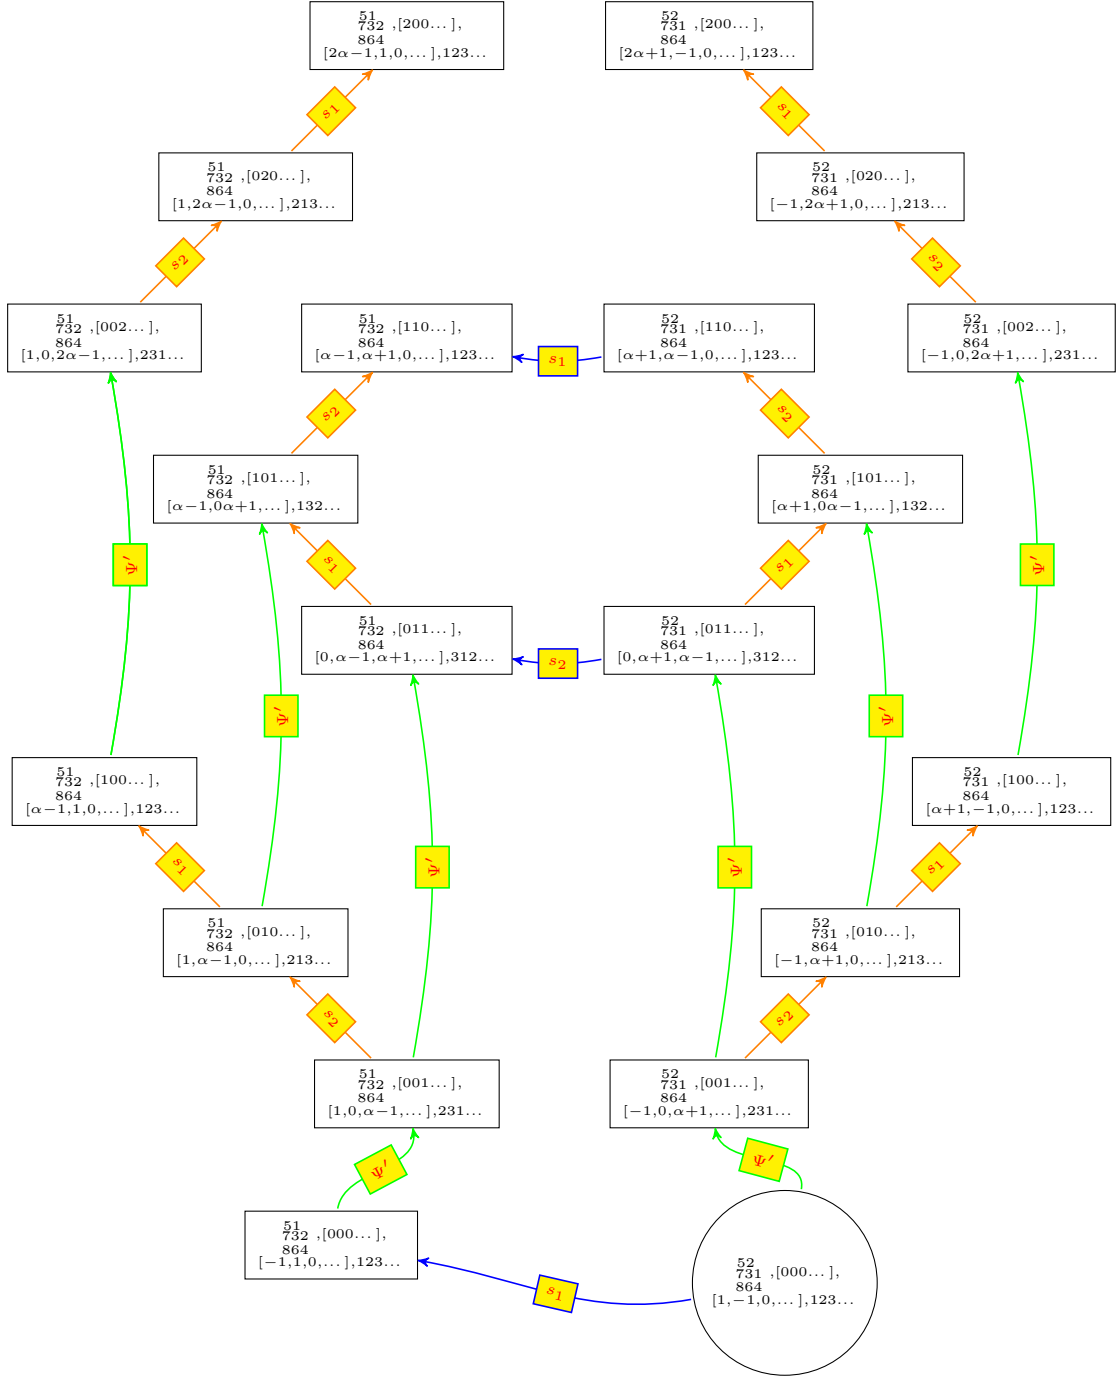 51
732 ,[200... ],
864
[2α−1,1,0,... ],123...
52
731 ,[200... ],
864
[2α+1,−1,0,... ],123...
s1
s1
51
732 ,[020... ],
864
[1,2α−1,0,... ],213...
52
731 ,[020... ],
864
[−1,2α+1,0,... ],213...
s2
s2
51
732 ,[002... ],
864
[1,0,2α−1,... ],231...
51
732 ,[110... ],
864
[α−1,α+1,0,... ],123...
s1
52
731 ,[110... ],
864
[α+1,α−1,0,... ],123...
52
731 ,[002... ],
864
[−1,0,2α+1,... ],231...
s2
s2
51
732 ,[101... ],
864
[α−1,0α+1,... ],132...
52
731 ,[101... ],
864
[α+1,0α−1,... ],132...
Ψ′
s1
s1
Ψ′
51
732 ,[011... ],
864
[0,α−1,α+1,... ],312...
s2
52
731 ,[011... ],
864
[0,α+1,α−1,... ],312...
Ψ′
Ψ′
51
732 ,[100... ],
864
[α−1,1,0,... ],123...
52
731 ,[100... ],
864
[α+1,−1,0,... ],123...
s1
Ψ′
Ψ′
s1
51
732 ,[010... ],
864
[1,α−1,0,... ],213...
52
731 ,[010... ],
864
[−1,α+1,0,... ],213...
s2
s2
51
732 ,[001... ],
864
[1,0,α−1,... ],231...
52
731 ,[001... ],
864
[−1,0,α+1,... ],231...
Ψ′
Ψ′
51
732 ,[000... ],
864
[−1,1,0,... ],123...
s1
52
731 ,[000... ],
864
[1,−1,0,... ],123...